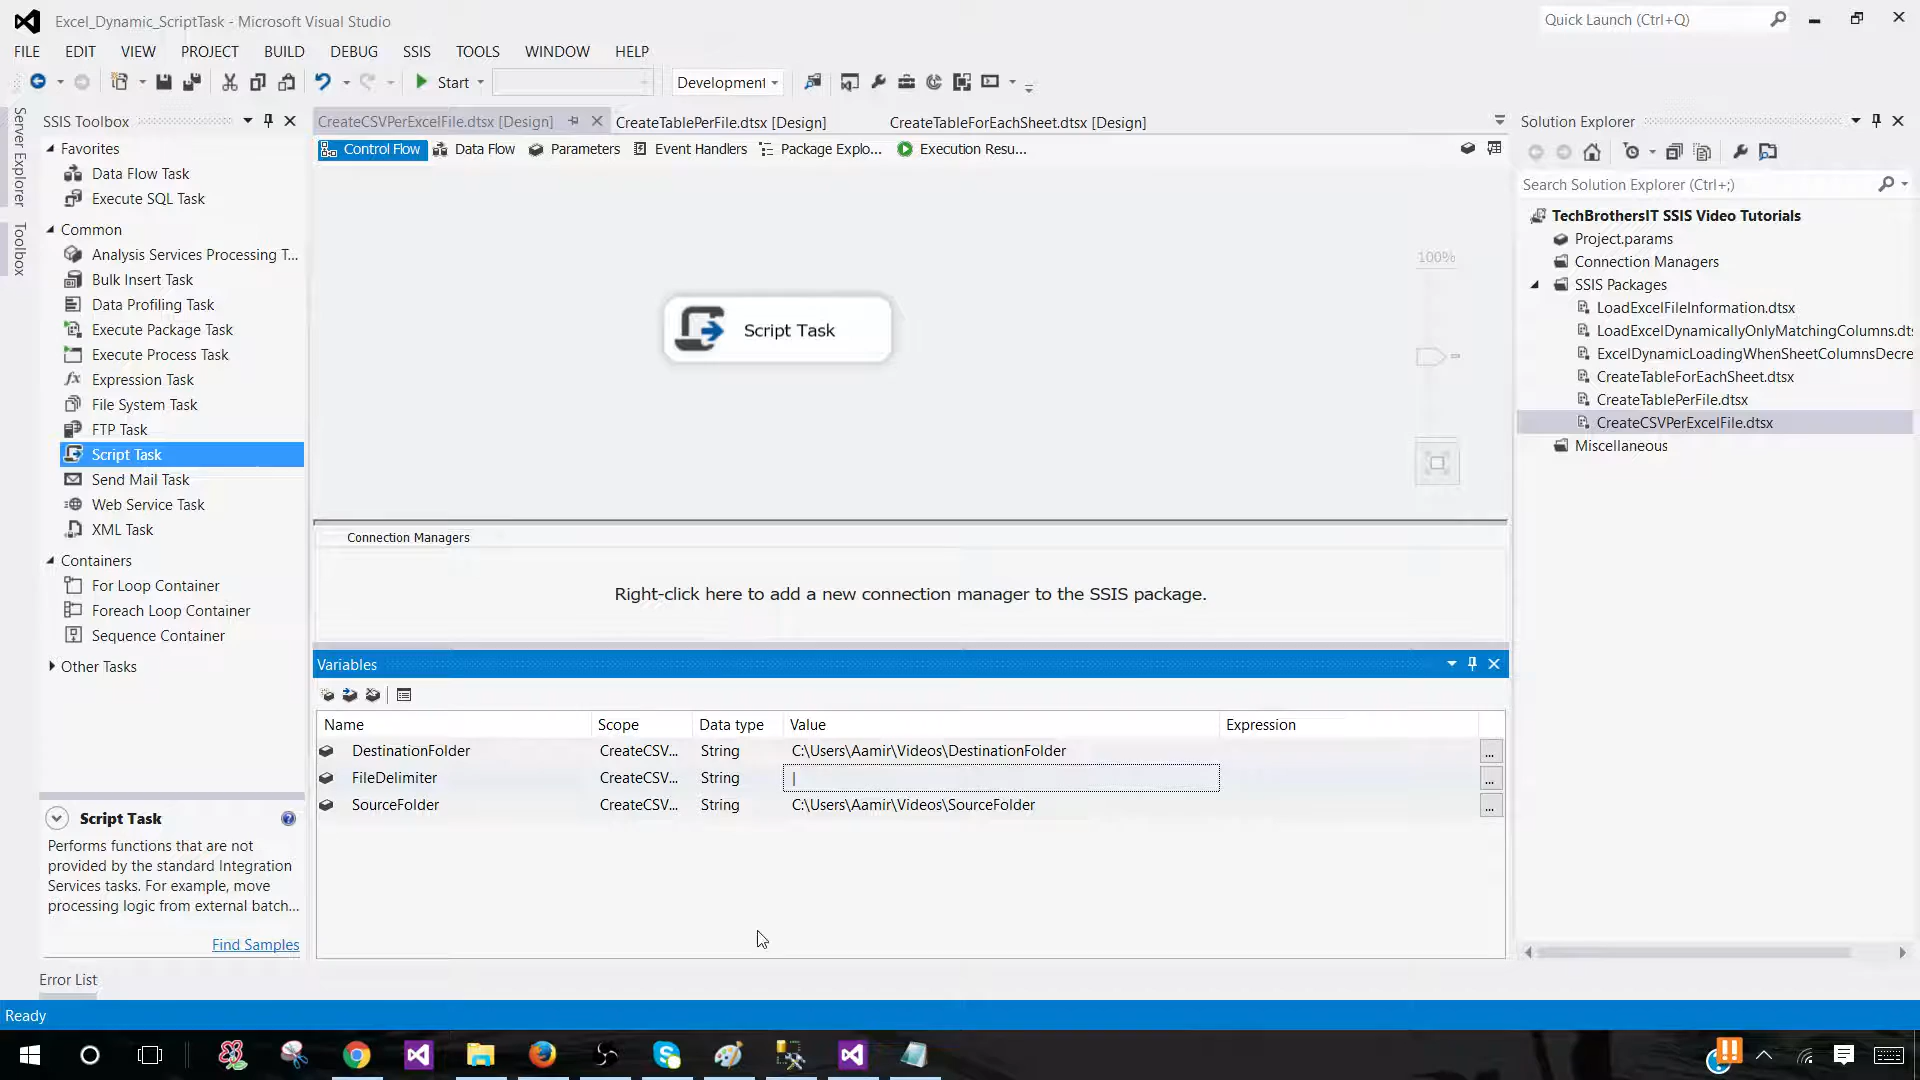 Excel_Dynamic_ScriptTask - Microsoft Visual Studio
Quick Launch (Ctrl+Q)
FILE EDIT VIEW PROJECT BUILD DEBUG SSIS TOOLS WINDOW HELP
Start
Development
Server Explorer
Toolbox
SSIS Toolbox
Favorites
Data Flow Task
Execute SQL Task
Common
Analysis Services Processing T...
Bulk Insert Task
Data Profiling Task
Execute Package Task
Execute Process Task
Expression Task
File System Task
FTP Task
Script Task
Send Mail Task
Web Service Task
XML Task
Containers
For Loop Container
Foreach Loop Container
Sequence Container
Other Tasks
Script Task
Performs functions that are not
provided by the standard Integration
Services tasks. For example, move
processing logic from external batch...
Find Samples
Error List
CreateCSVPerExcelFile.dtsx [Design] CreateTablePerFile.dtsx [Design] CreateTableForEachSheet.dtsx [Design]
Control Flow Data Flow Parameters Event Handlers Package Explo... Execution Resu...
100%
Script Task
Connection Managers
Right-click here to add a new connection manager to the SSIS package.
Variables
Name Scope Data type Value Expression
DestinationFolder CreateCSV... String C:\Users\Aamir\Videos\DestinationFolder ...
FileDelimiter CreateCSV... String | ...
SourceFolder CreateCSV... String C:\Users\Aamir\Videos\SourceFolder ...
Solution Explorer
Search Solution Explorer (Ctrl+;)
TechBrothersIT SSIS Video Tutorials
Project.params
Connection Managers
SSIS Packages
LoadExcelFileInformation.dtsx
LoadExcelDynamicallyOnlyMatchingColumns.dts
ExcelDynamicLoadingWhenSheetColumnsDecre
CreateTableForEachSheet.dtsx
CreateTablePerFile.dtsx
CreateCSVPerExcelFile.dtsx
Miscellaneous
Ready